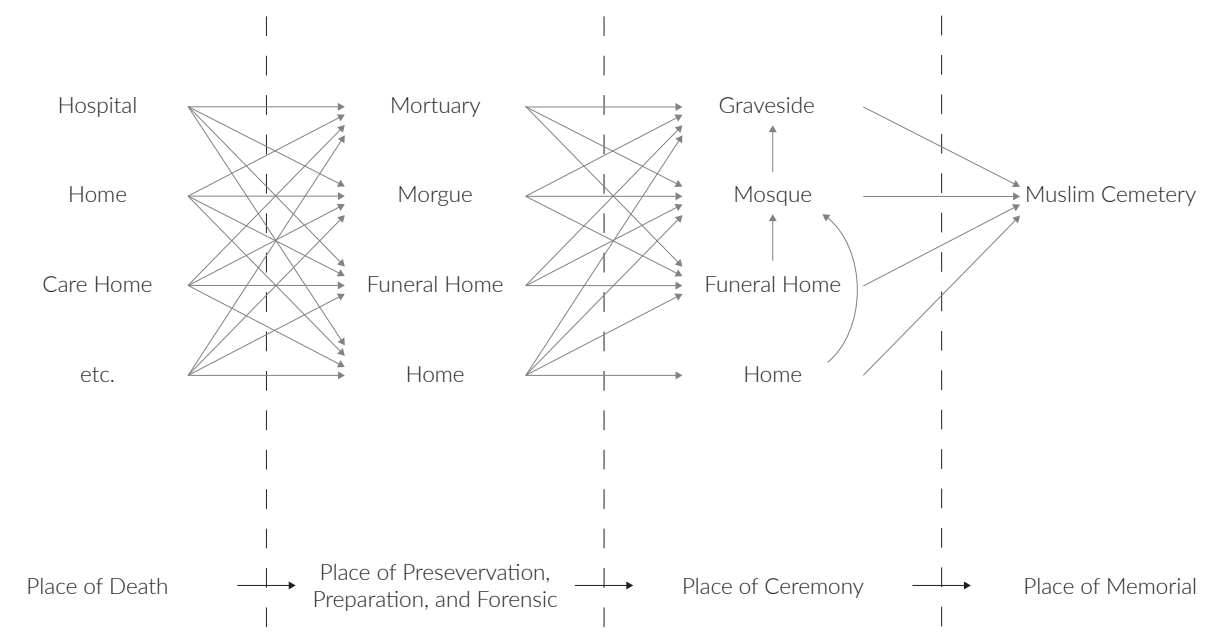 Hospital
Mortuary
Graveside
Home
Morgue
Mosque
Muslim Cemetery
Care Home
Funeral Home
Funeral Home
etc.
Home
Home
Place of Death
Place of Presevervation,
Preparation, and Forensic
Place of Ceremony
Place of Memorial